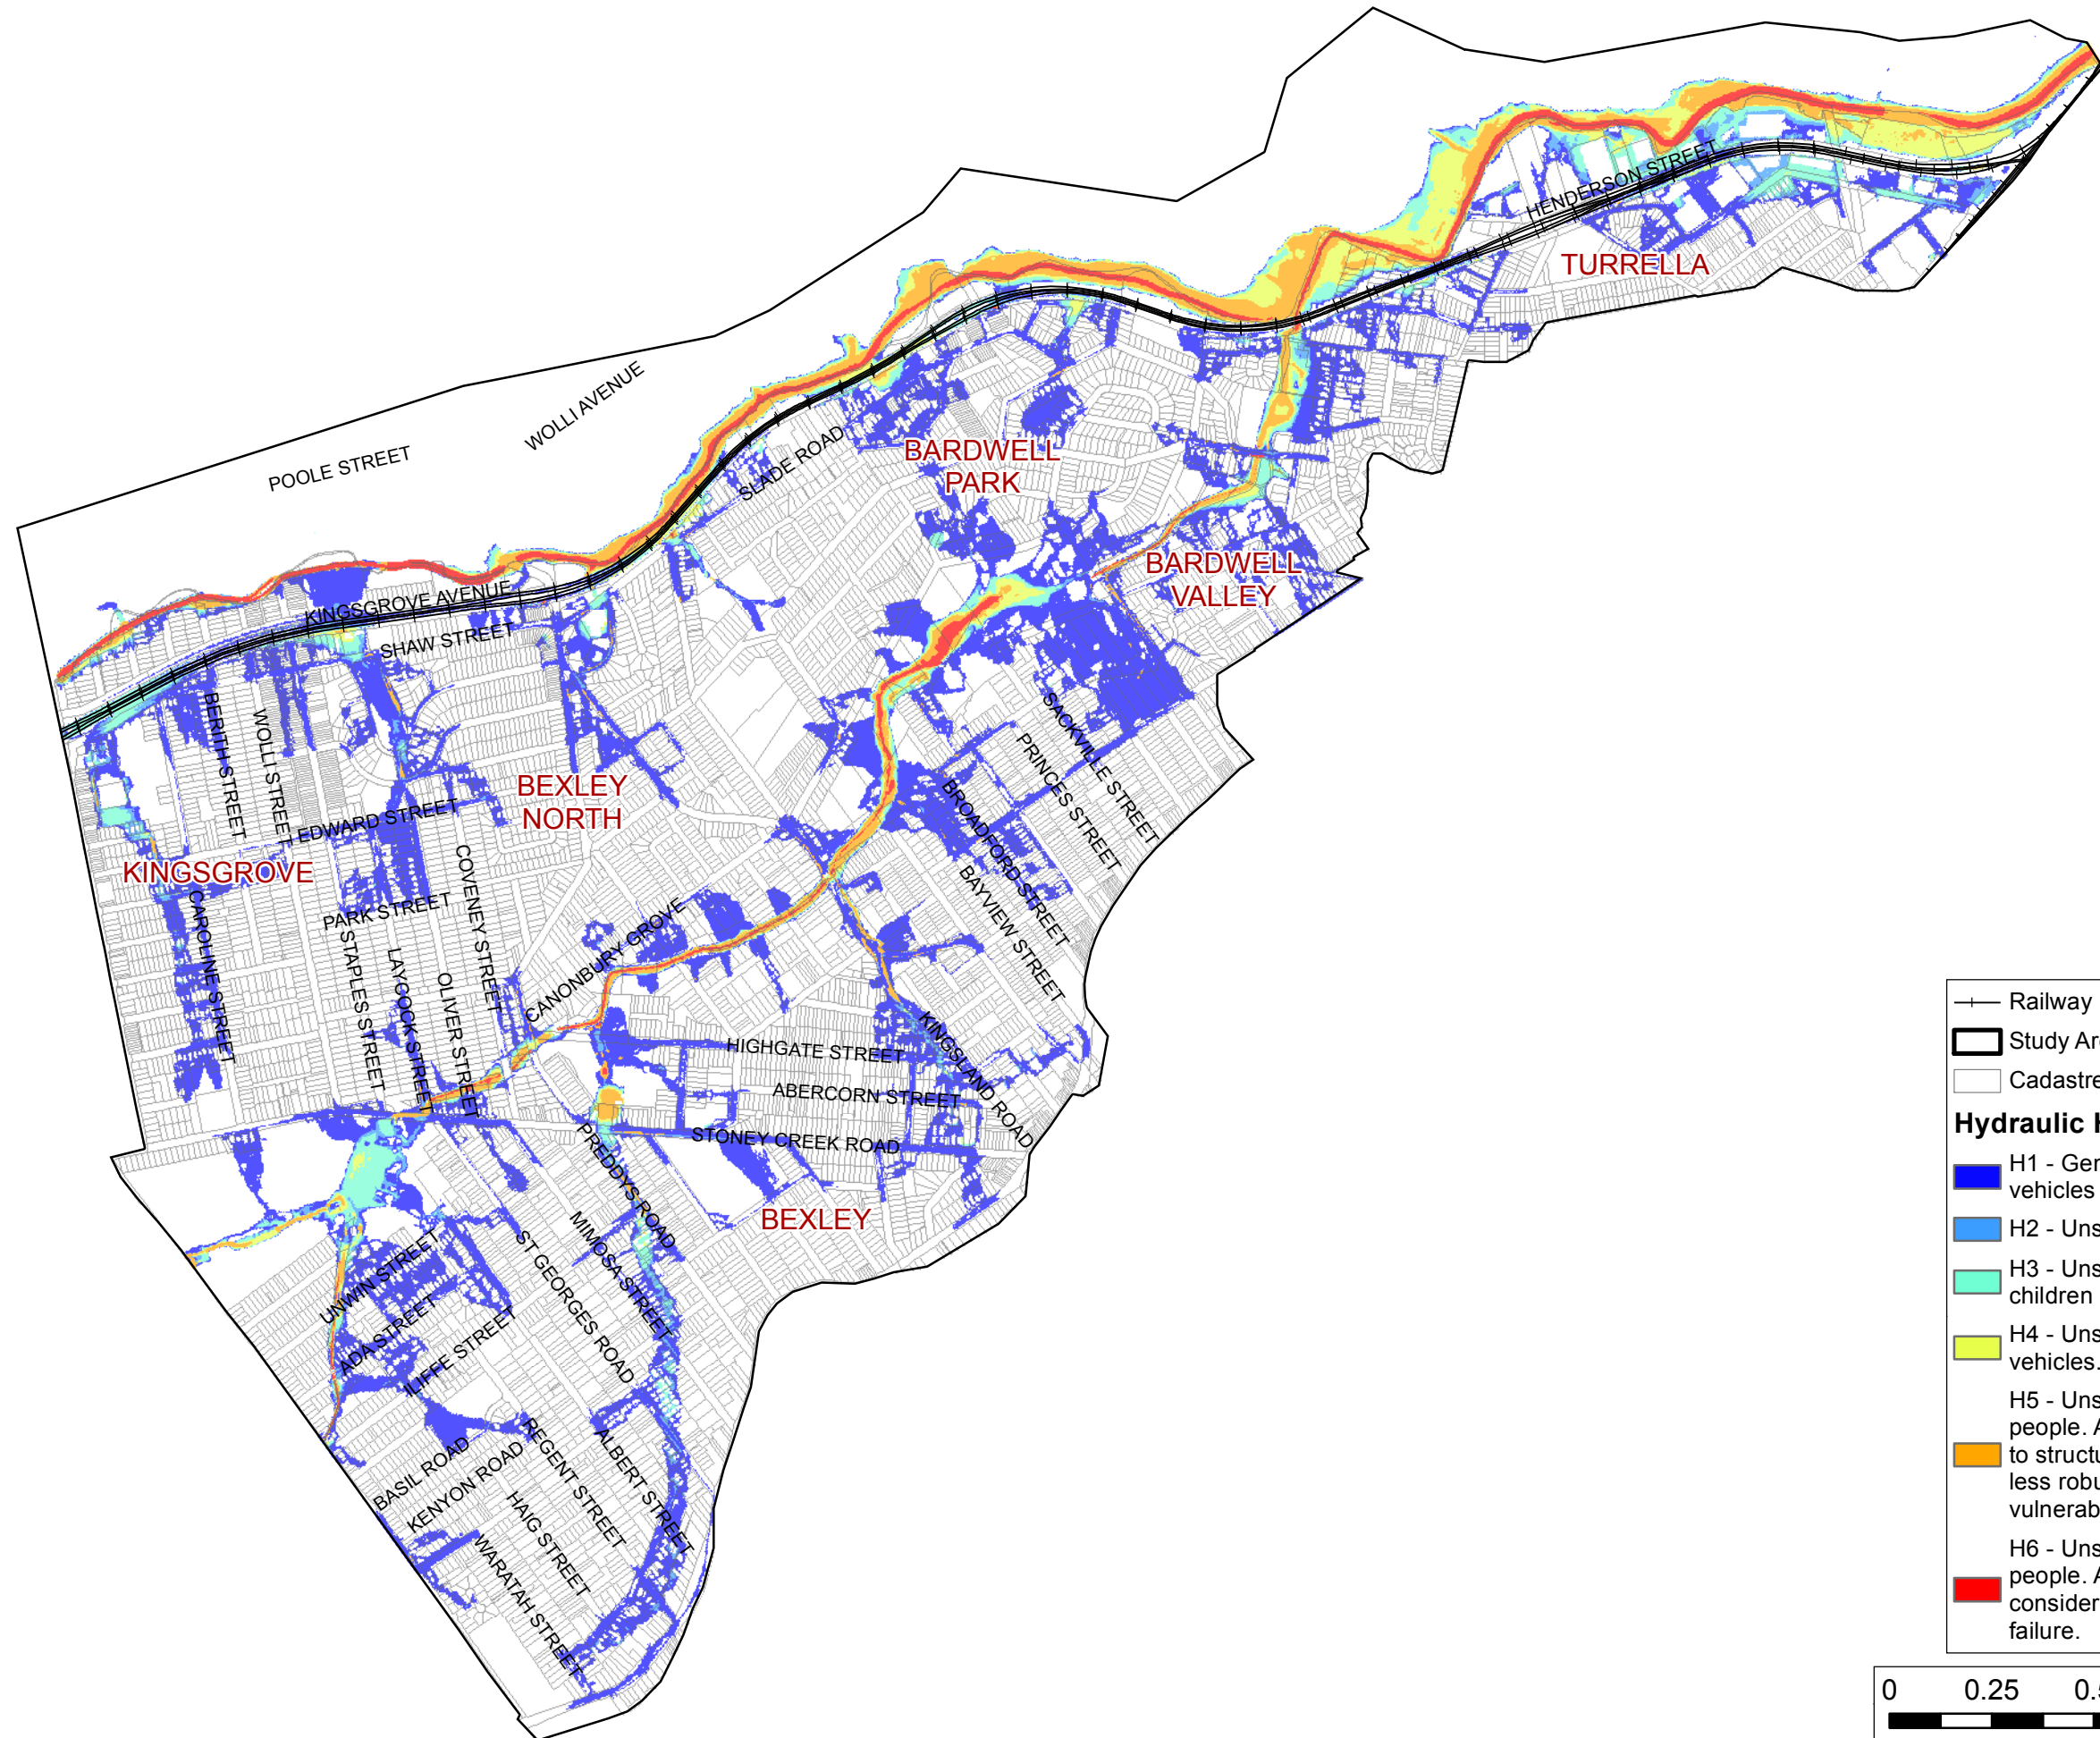 POOLE STREET
WOLLI AVENUE
HENDERSON STREET
TURRELLA
SLADE ROAD
BARDWELL
PARK
BARDWELL
VALLEY
KINGSGROVE AVENUE
SHAW STREET
BERITH STREET
WOLLI STREET
EDWARD STREET
BEXLEY
NORTH
SACKVILLE STREET
PRINCES STREET
BROADFORD STREET
BAYVIEW STREET
KINGSGROVE
CAROLINE STREET
PARK STREET
STAPLES STREET
LAYCOCK STREET
OLIVER STREET
COVENEY STREET
CANONBURY GROVE
HIGHGATE STREET
KINGSLAND ROAD
ABERCORN STREET
STONEY CREEK ROAD
PREDDYS ROAD
BEXLEY
MIMOSA STREET
ST GEORGES ROAD
UNWIN STREET
ADA STREET
ILIFFE STREET
BASIL ROAD
KENYON ROAD
REGENT STREET
ALBERT STREET
HAIG STREET
WARATAH STREET
Railway
Study Ar
Cadastre
Hydraulic H
H1 - Gen
vehicles
H2 - Uns
H3 - Uns
children
H4 - Uns
vehicles.
H5 - Uns
people. A
to structu
less robu
vulnerab
H6 - Uns
people. A
consider
failure.
0 0.25 0.5